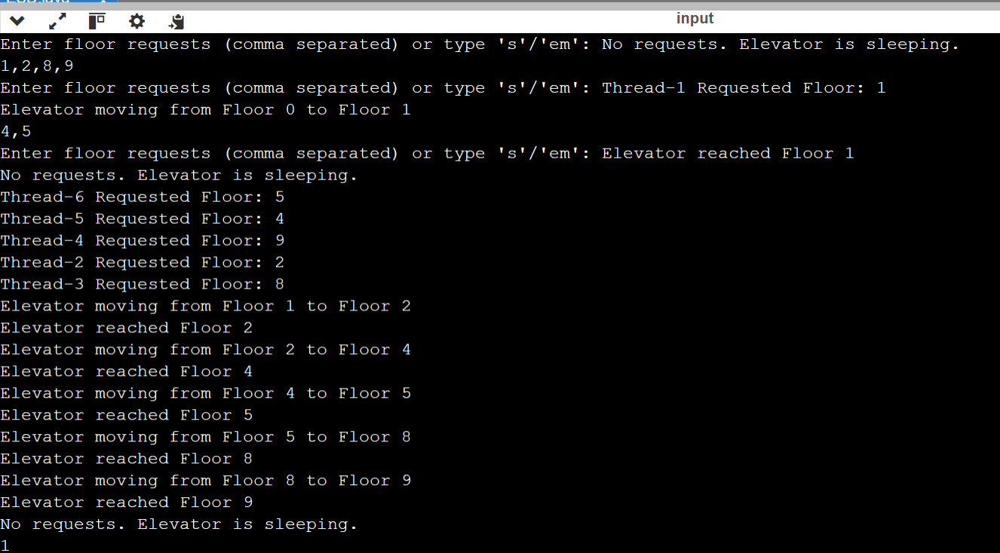 input
Enter floor requests (comma separated) or type 's'/'em': No requests. Elevator is sleeping.
1,2,8,9
Enter floor requests (comma separated) or type 's'/'em': Thread-1 Requested Floor: 1
Elevator moving from Floor 0 to Floor 1
4,5
Enter floor requests (comma separated) or type 's'/'em': Elevator reached Floor 1
No requests. Elevator is sleeping.
Thread-6 Requested Floor: 5
Thread-5 Requested Floor: 4
Thread-4 Requested Floor: 9
Thread-2 Requested Floor: 2
Thread-3 Requested Floor: 8
Elevator moving from Floor 1 to Floor 2
Elevator reached Floor 2
Elevator moving from Floor 2 to Floor 4
Elevator reached Floor 4
Elevator moving from Floor 4 to Floor 5
Elevator reached Floor 5
Elevator moving from Floor 5 to Floor 8
Elevator reached Floor 8
Elevator moving from Floor 8 to Floor 9
Elevator reached Floor 9
No requests. Elevator is sleeping.
1